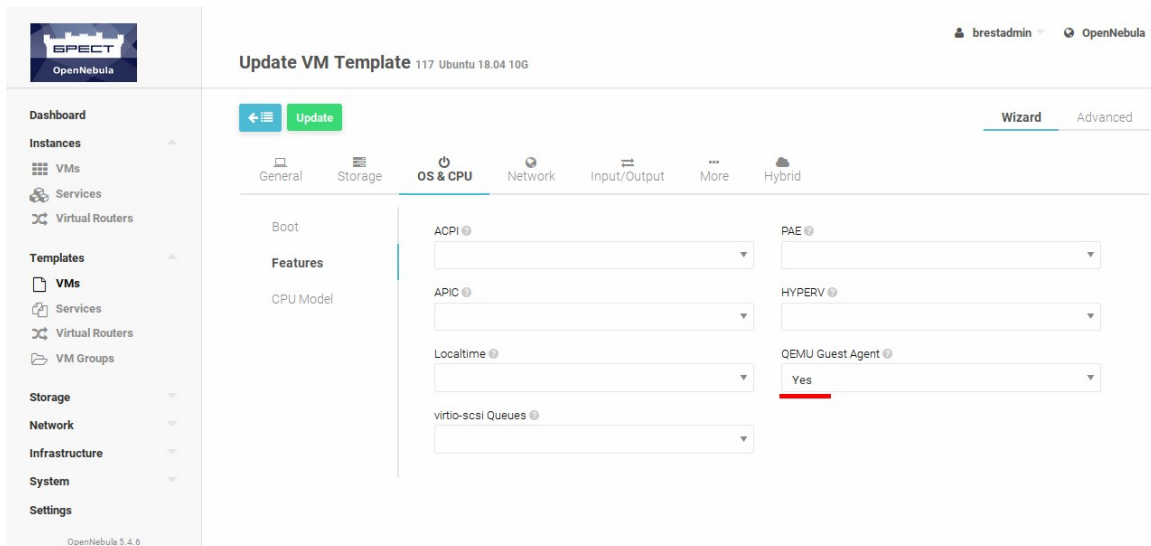 БРЕСТ
OpenNebula
brestadmin
OpenNebula
Update VM Template 117 Ubuntu 18.04 10G
Update
Wizard
Advanced
Dashboard
Instances
VMs
Services
Virtual Routers
Templates
VMs
Services
Virtual Routers
VM Groups
Storage
Network
Infrastructure
System
Settings
OpenNebula 5.4.6
General
Storage
OS & CPU
Network
Input/Output
More
Hybrid
Boot
Features
CPU Model
ACPI
PAE
APIC
HYPERV
Localtime
QEMU Guest Agent
Yes
virtio-scsi Queues